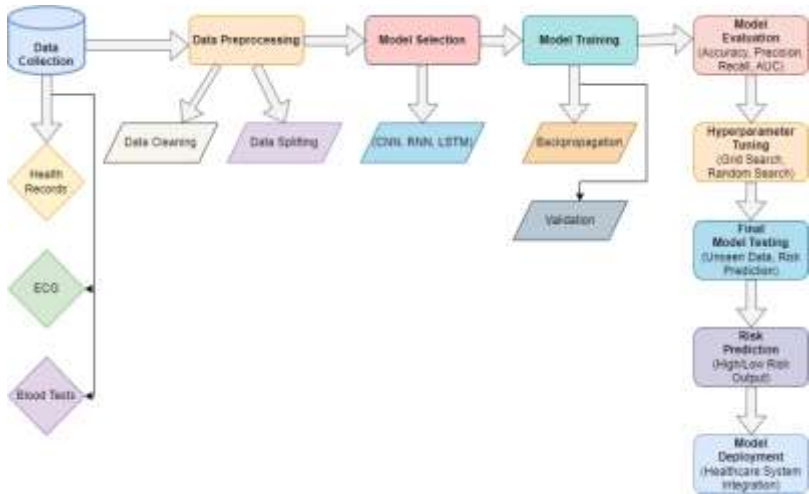 Data
Collection
Data Preprocessing
Model Selection
Model Training
Model
Evaluation
(Accuracy, Precision,
Recall, AUC)
Data Cleaning
Data Splitting
(CNN, RNN, LSTM)
Backpropagation
Validation
Health
Records
ECG
Blood Tests
Hyperparameter
Tuning
(Grid Search,
Random Search)
Final
Model Testing
(Unseen Data, Risk
Prediction)
Risk
Prediction
(High/Low Risk
Output)
Model
Deployment
(Healthcare System
Integration)